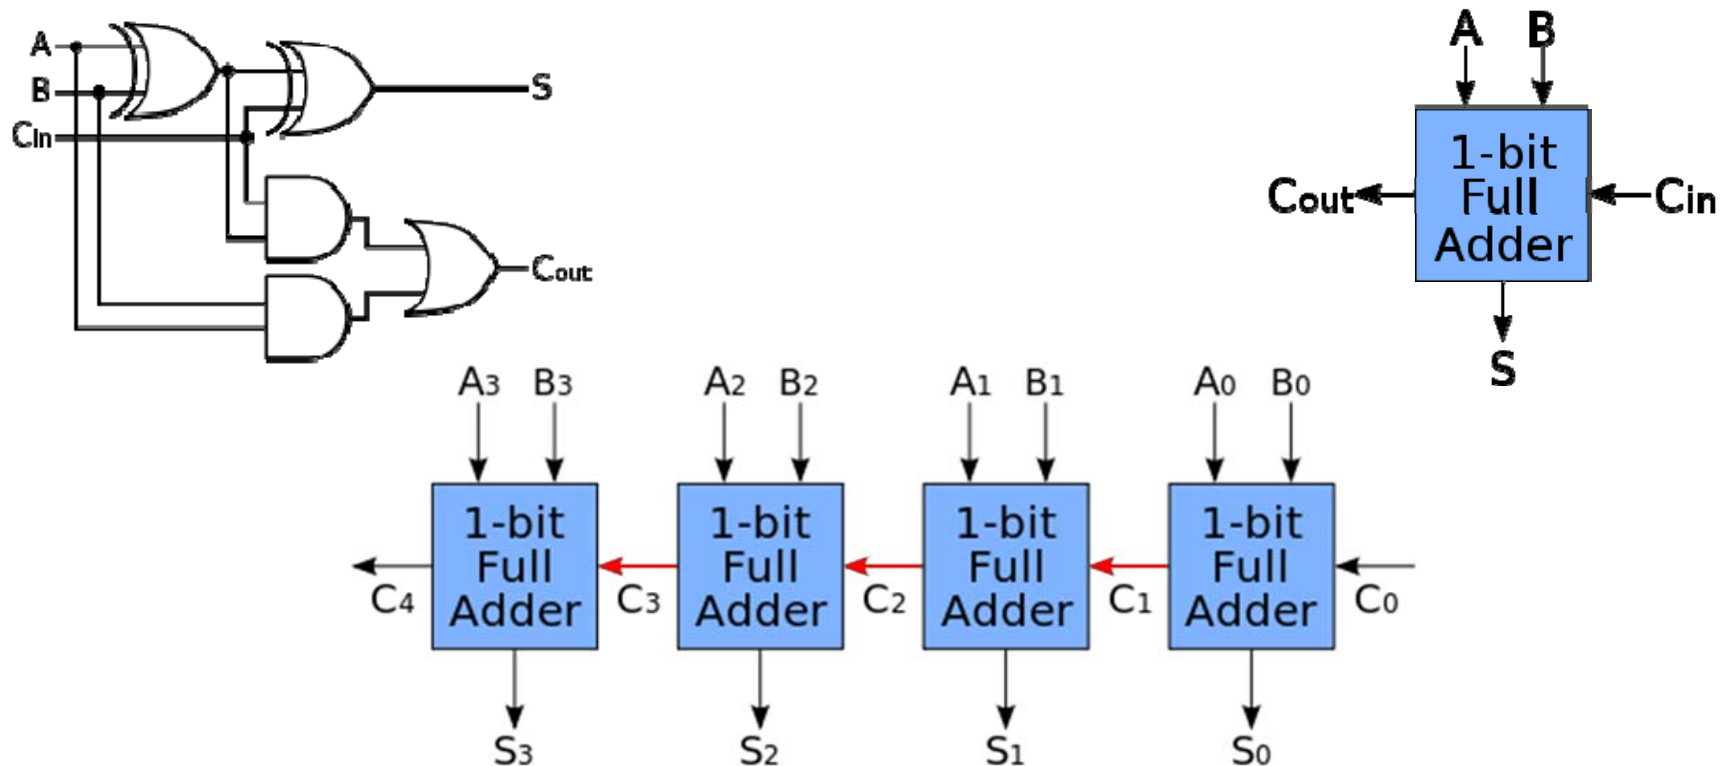 A
B
Cin
S
Cout
A B
1-bit
Full
Adder
Cout
Cin
S
A3 B3 A2 B2 A1 B1 A0 B0
1-bit
Full
Adder
1-bit
Full
Adder
1-bit
Full
Adder
1-bit
Full
Adder
C4 C3 C2 C1 C0
S3 S2 S1 S0